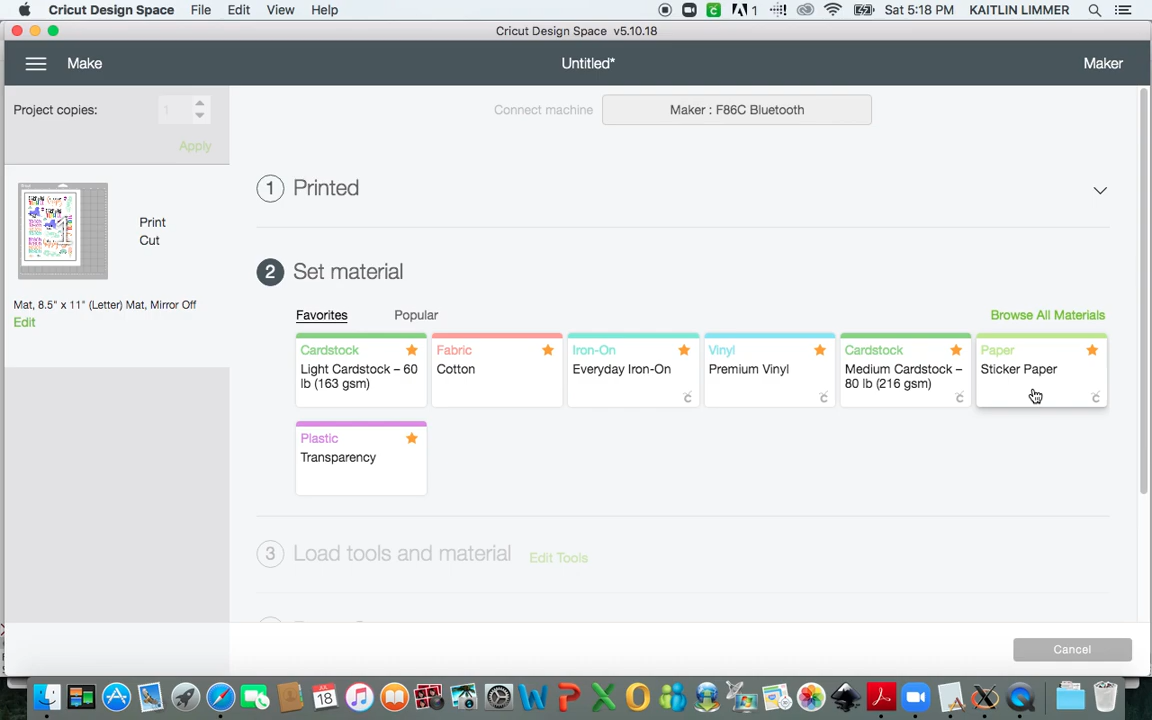 Cricut Design Space File Edit View Help 1 Sat 5:18 PM KAITLIN LIMMER
Cricut Design Space v5.10.18
Make Untitled* Maker
Project copies: 1
Apply
Connect machine Maker : F86C Bluetooth
1 Printed
Print
Cut
Mat, 8.5" x 11" (Letter) Mat, Mirror Off
Edit
2 Set material
Favorites Popular Browse All Materials
Cardstock
Light Cardstock – 60
lb (163 gsm)
Fabric
Cotton
Iron-On
Everyday Iron-On
Vinyl
Premium Vinyl
Cardstock
Medium Cardstock –
80 lb (216 gsm)
Paper
Sticker Paper
Plastic
Transparency
3 Load tools and material Edit Tools
Cancel